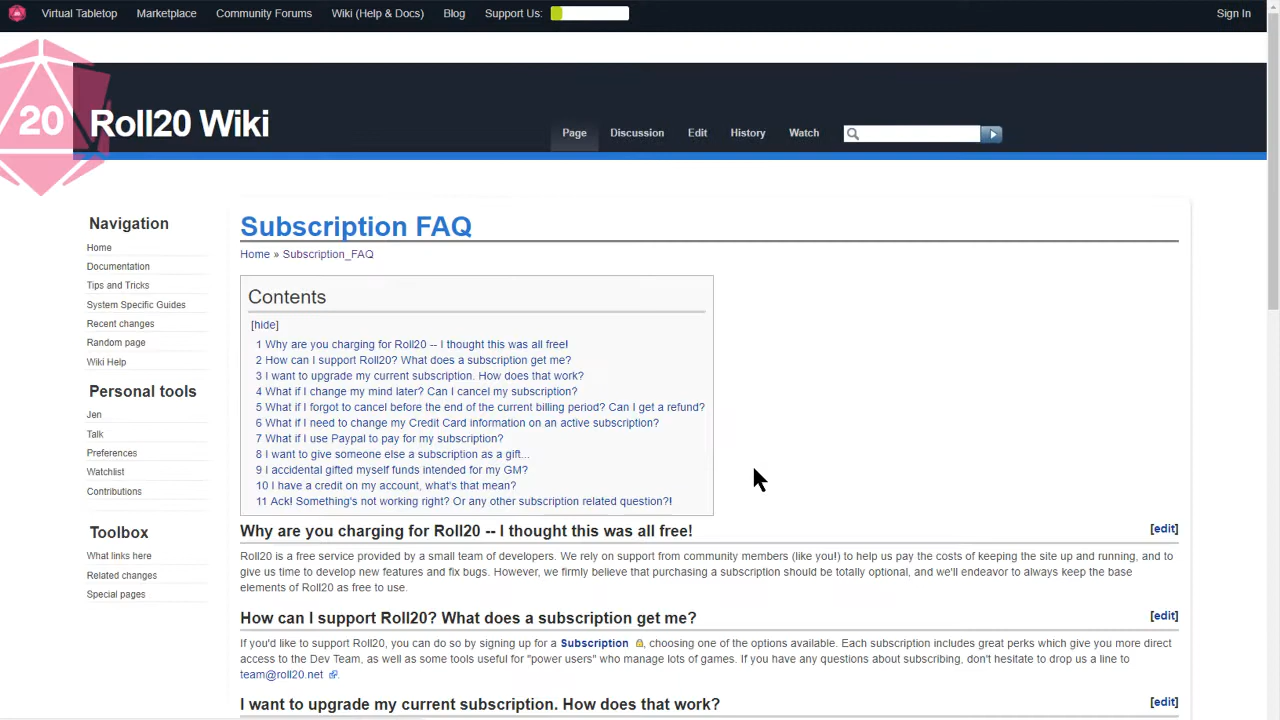 Virtual Tabletop Marketplace Community Forums Wiki (Help & Docs) Blog Support Us: Sign In
20
Roll20 Wiki
Page Discussion Edit History Watch
Navigation
Home
Documentation
Tips and Tricks
System Specific Guides
Recent changes
Random page
Wiki Help
Personal tools
Jen
Talk
Preferences
Watchlist
Contributions
Toolbox
What links here
Related changes
Special pages
Subscription FAQ
Home » Subscription_FAQ
Contents
[hide]
1 Why are you charging for Roll20 -- I thought this was all free!
2 How can I support Roll20? What does a subscription get me?
3 I want to upgrade my current subscription. How does that work?
4 What if I change my mind later? Can I cancel my subscription?
5 What if I forgot to cancel before the end of the current billing period? Can I get a refund?
6 What if I need to change my Credit Card information on an active subscription?
7 What if I use Paypal to pay for my subscription?
8 I want to give someone else a subscription as a gift...
9 I accidental gifted myself funds intended for my GM?
10 I have a credit on my account, what's that mean?
11 Ack! Something's not working right? Or any other subscription related question?!
Why are you charging for Roll20 -- I thought this was all free! [edit]
Roll20 is a free service provided by a small team of developers. We rely on support from community members (like you!) to help us pay the costs of keeping the site up and running, and to
give us time to develop new features and fix bugs. However, we firmly believe that purchasing a subscription should be totally optional, and we'll endeavor to always keep the base
elements of Roll20 as free to use.
How can I support Roll20? What does a subscription get me? [edit]
If you'd like to support Roll20, you can do so by signing up for a Subscription , choosing one of the options available. Each subscription includes great perks which give you more direct
access to the Dev Team, as well as some tools useful for "power users" who manage lots of games. If you have any questions about subscribing, don't hesitate to drop us a line to
team@roll20.net .
I want to upgrade my current subscription. How does that work? [edit]